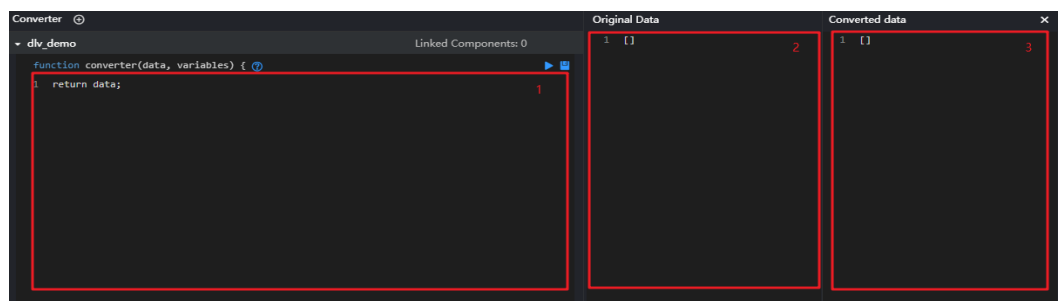 Converter
Original Data
Converted data
dlv_demo
Linked Components: 0
function converter(data, variables) {
1 return data;
1
1 []
2
1 []
3